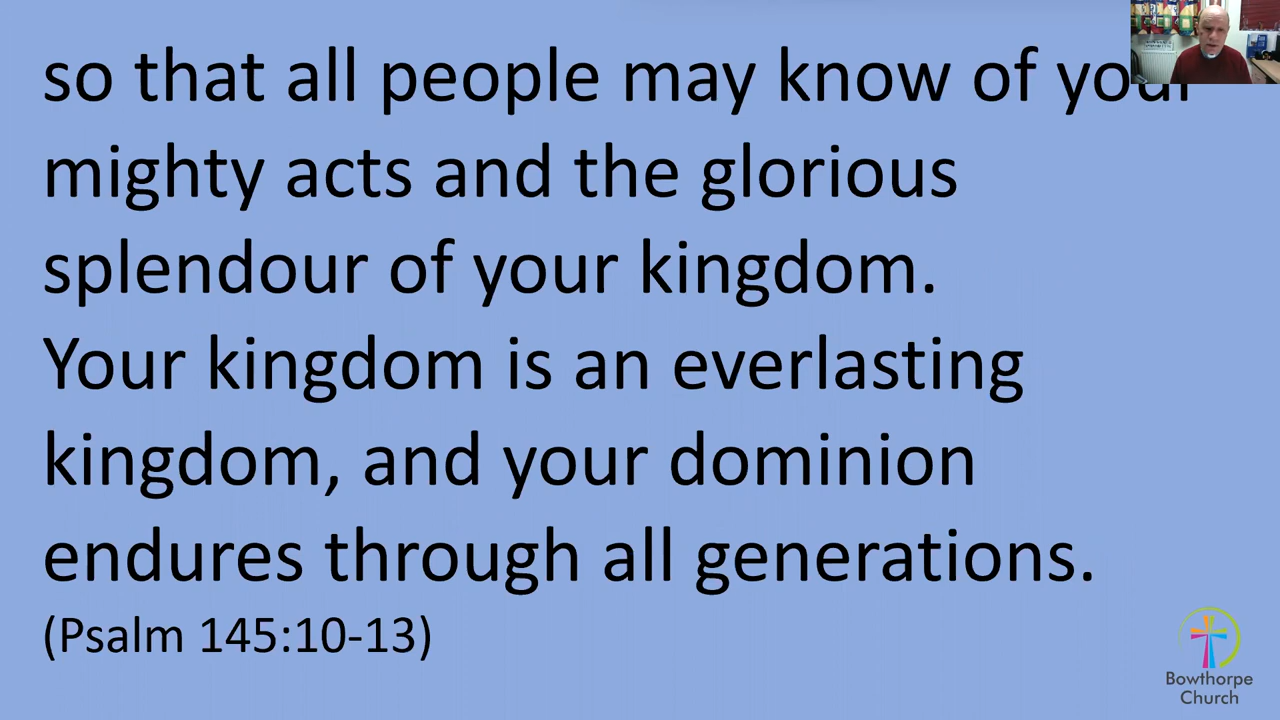 so that all people may know of your
mighty acts and the glorious
splendour of your kingdom.
Your kingdom is an everlasting
kingdom, and your dominion
endures through all generations.
(Psalm 145:10-13)
Bowthorpe
Church